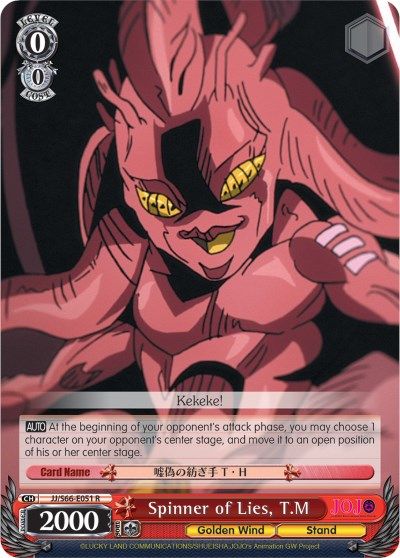 LEVEL
0
0
COST
Kekeke!
AUTO At the beginning of your opponent's attack phase, you may choose 1
character on your opponent's center stage, and move it to an open position
of his or her center stage.
Card Name 嘘偽の紡ぎ手 T・H
CH JJ/S66-E051 R
POWER 2000 Spinner of Lies, T.M JOJO
Golden Wind Stand
©LUCKY LAND COMMUNICATIONS/SHUEISHA,JOJO's Animation GW Project